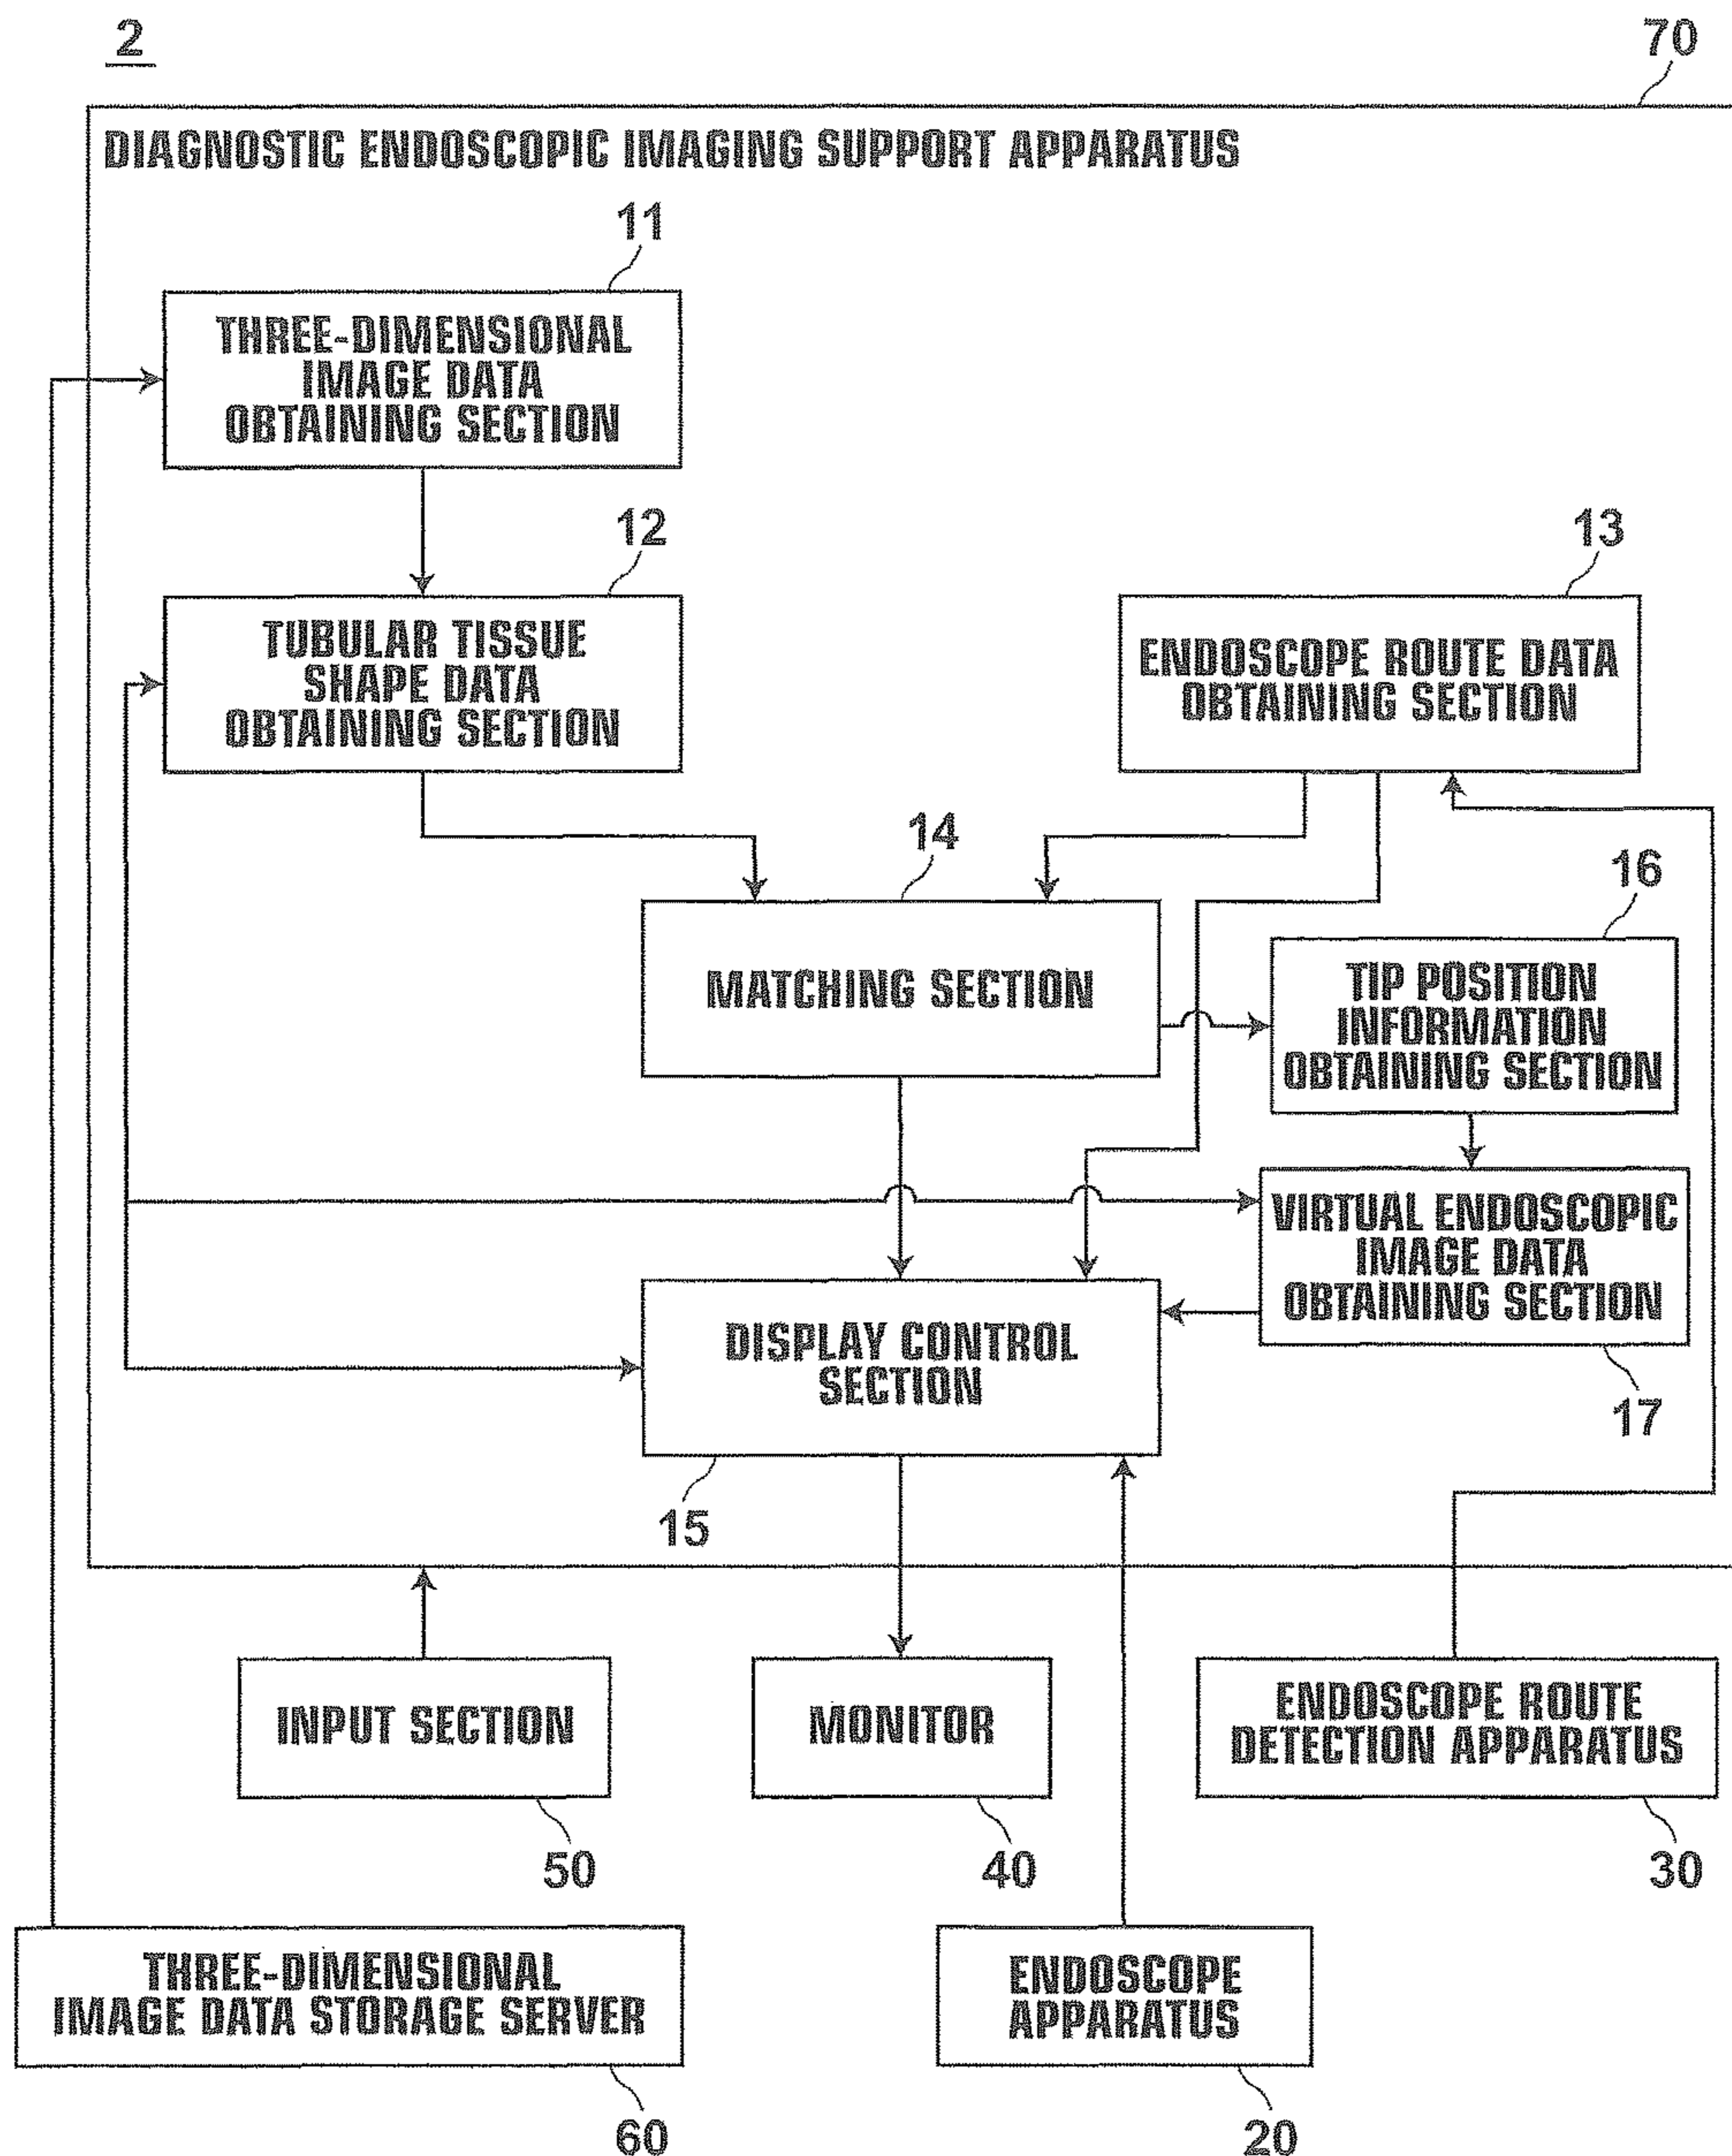 2
70
DIAGNOSTIC ENDOSCOPIC IMAGING SUPPORT APPARATUS
11
THREE-DIMENSIONAL
IMAGE DATA
OBTAINING SECTION
12
TUBULAR TISSUE
SHAPE DATA
OBTAINING SECTION
13
ENDOSCOPE ROUTE DATA
OBTAINING SECTION
14
MATCHING SECTION
16
TIP POSITION
INFORMATION
OBTAINING SECTION
VIRTUAL ENDOSCOPIC
IMAGE DATA
OBTAINING SECTION
17
DISPLAY CONTROL
SECTION
15
INPUT SECTION
50
MONITOR
40
ENDOSCOPE ROUTE
DETECTION APPARATUS
30
THREE-DIMENSIONAL
IMAGE DATA STORAGE SERVER
60
ENDOSCOPE
APPARATUS
20